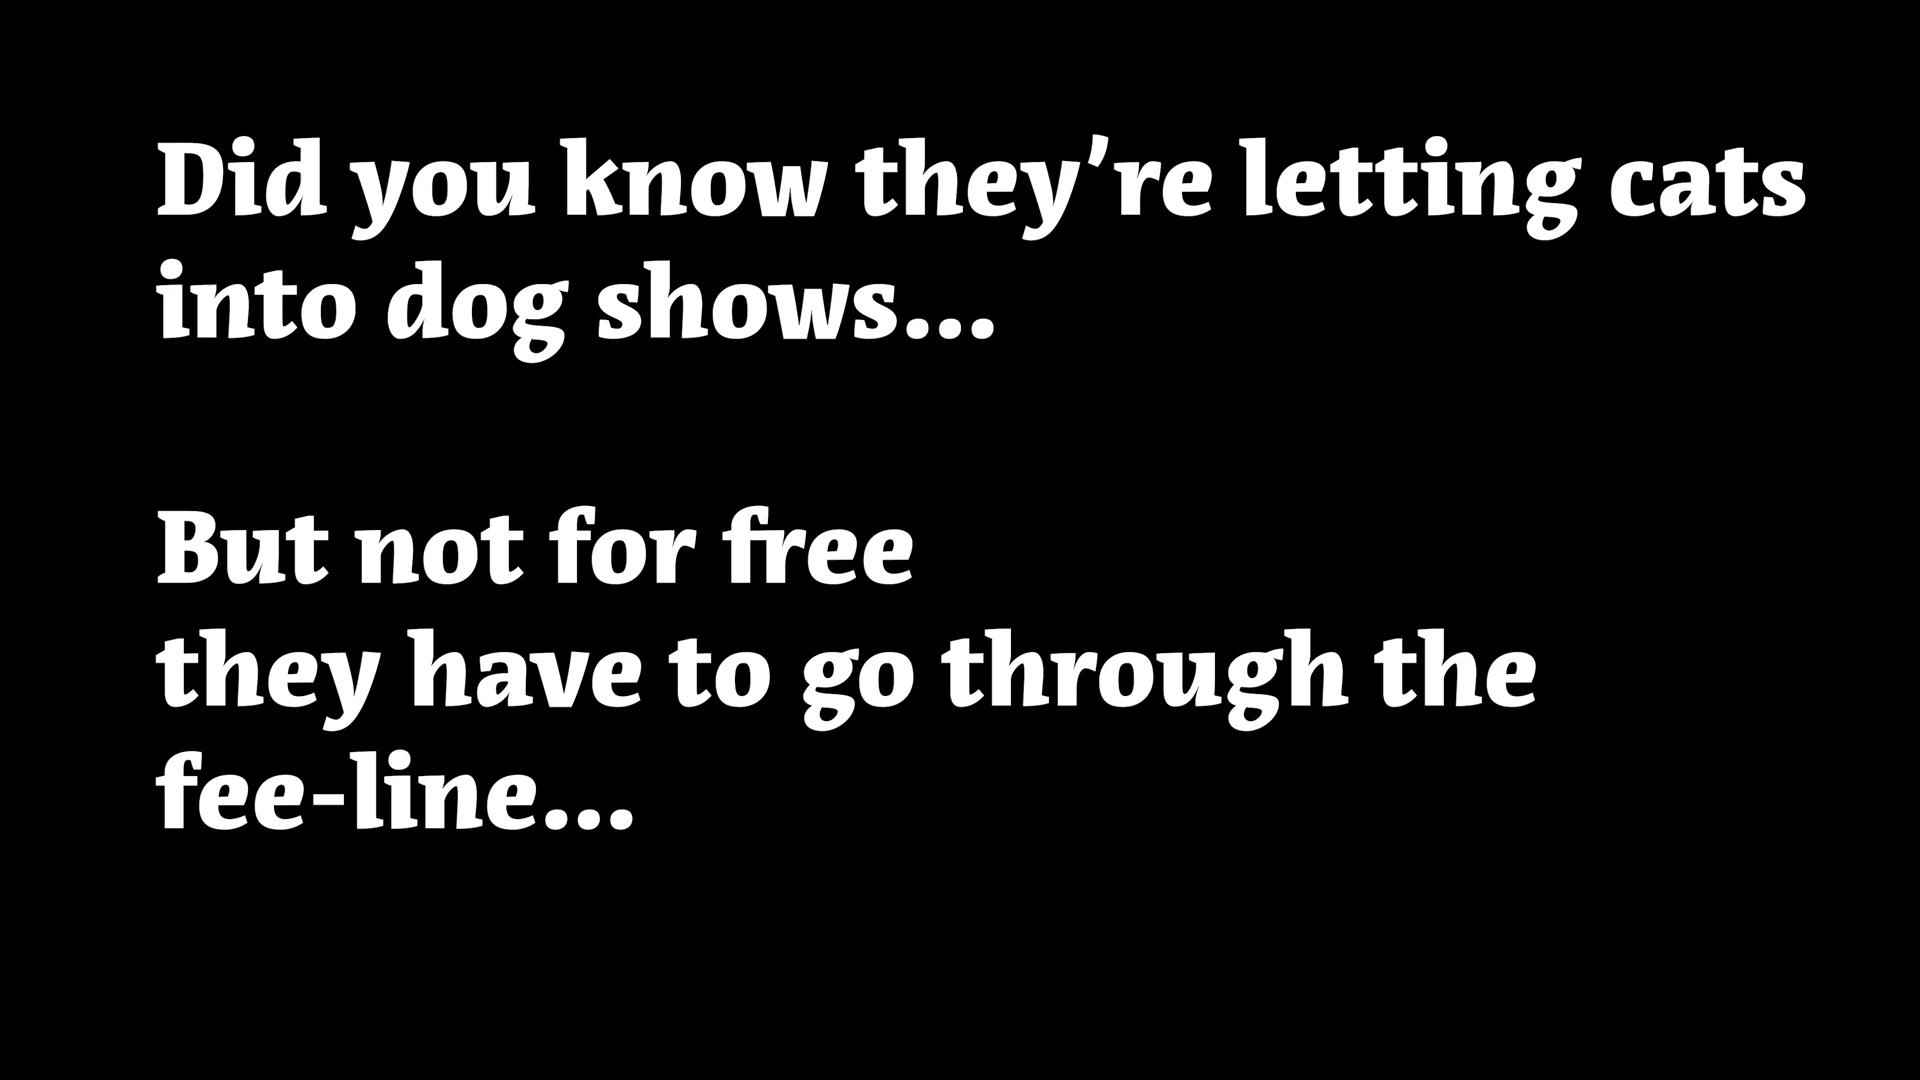 Did you know they’re letting cats
into dog shows...
But not for free
they have to go through the
fee-line...